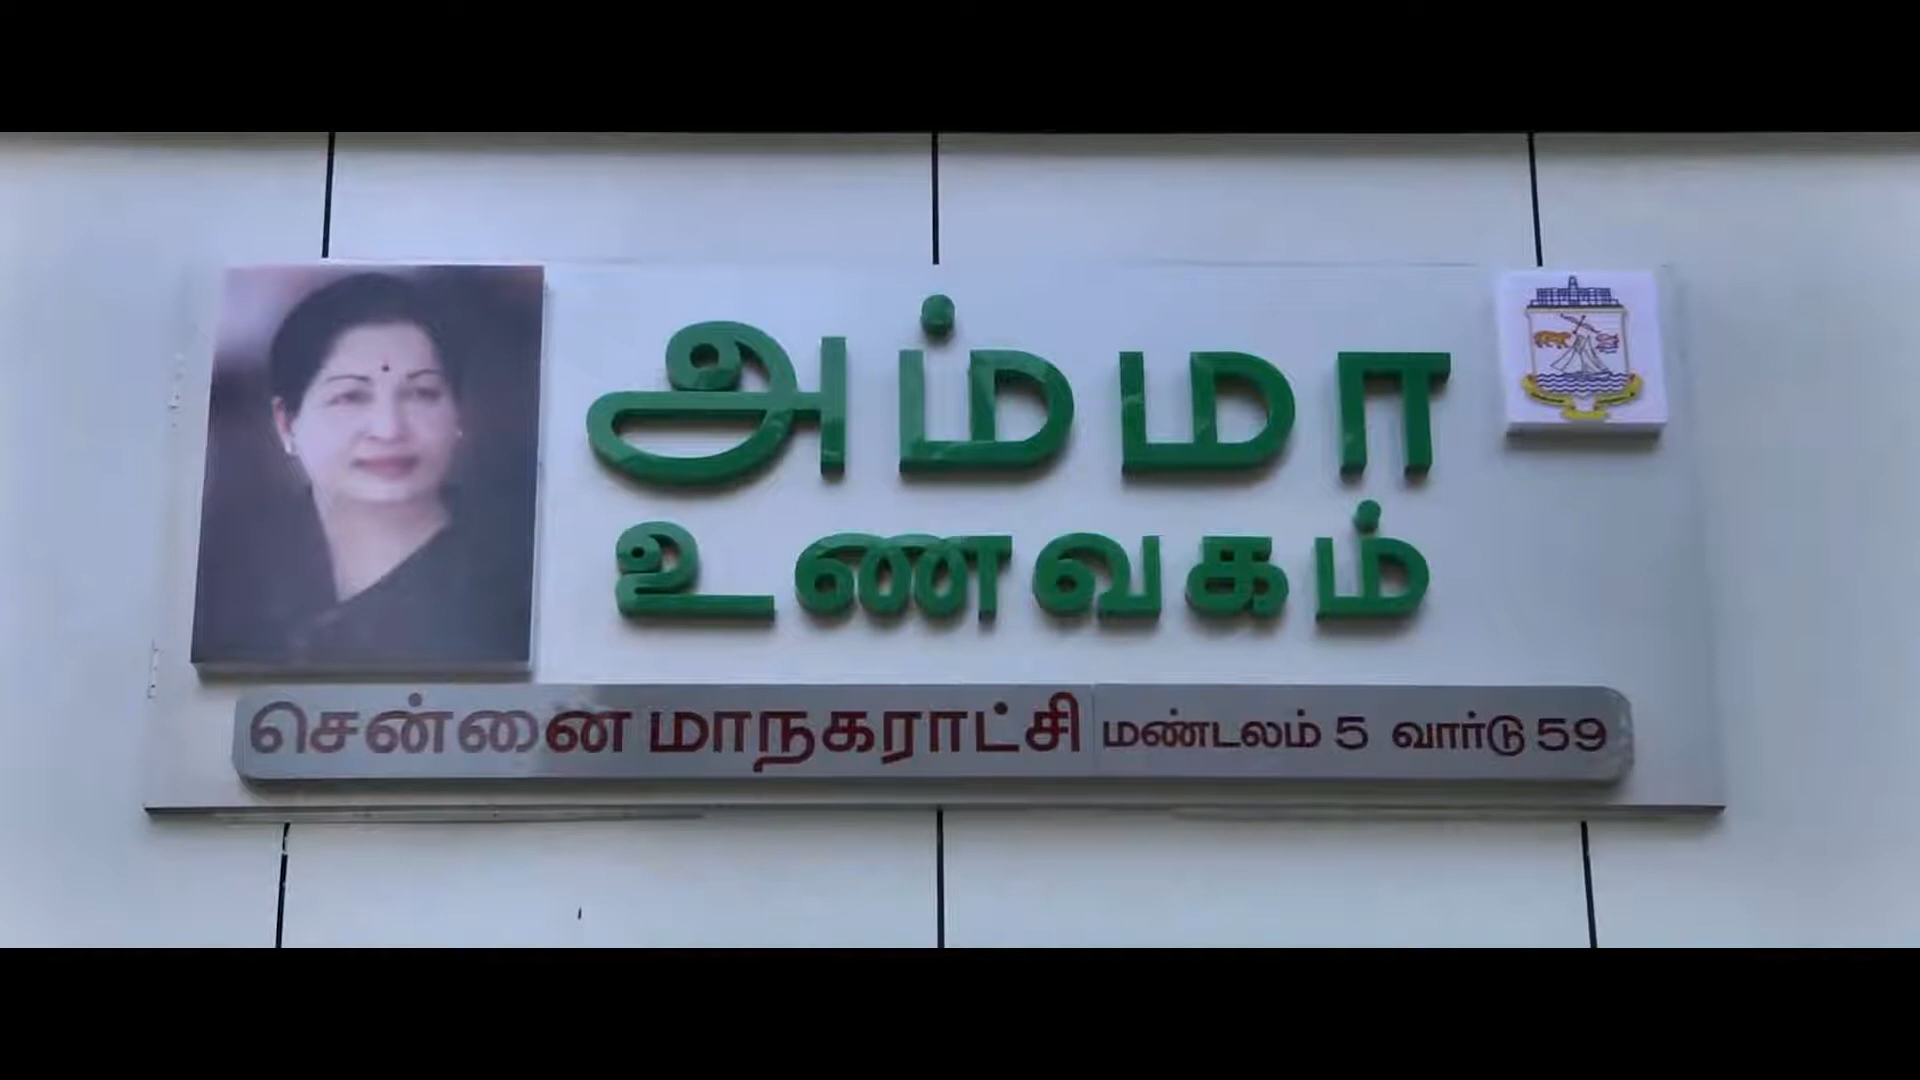 அம்மா
உணவகம்
சென்னை மாநகராட்சி மண்டலம் 5 வார்டு 59